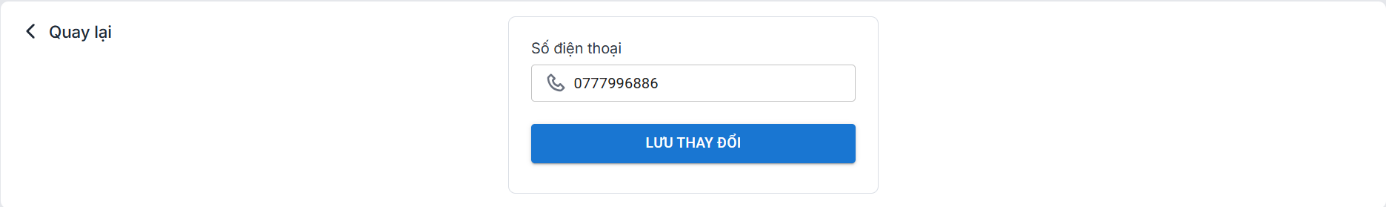 Quay lại
Số điện thoại
0777996886
LƯU THAY ĐỔI